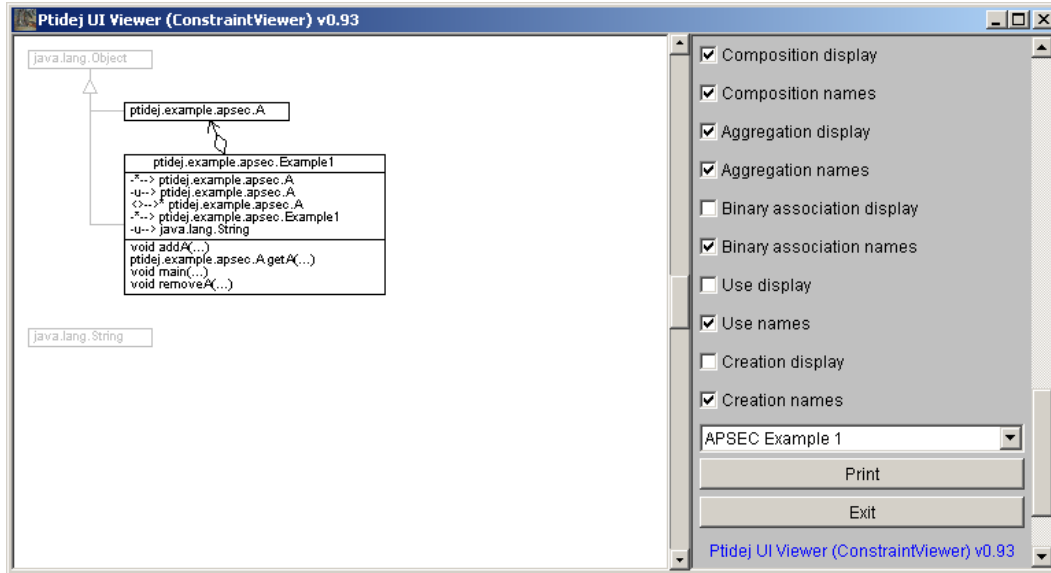 Ptidej UI Viewer (ConstraintViewer) v0.93
java.lang.Object
ptidej.example.apsec.A
ptidej.example.apsec.Example1
-*--> ptidej.example.apsec.A
-u--> ptidej.example.apsec.A
<>-->* ptidej.example.apsec.A
-*--> ptidej.example.apsec.Example1
-u--> java.lang.String
void addA(...)
ptidej.example.apsec.A getA(...)
void main(...)
void removeA(...)
java.lang.String
Composition display
Composition names
Aggregation display
Aggregation names
Binary association display
Binary association names
Use display
Use names
Creation display
Creation names
APSEC Example 1
Print
Exit
Ptidej UI Viewer (ConstraintViewer) v0.93